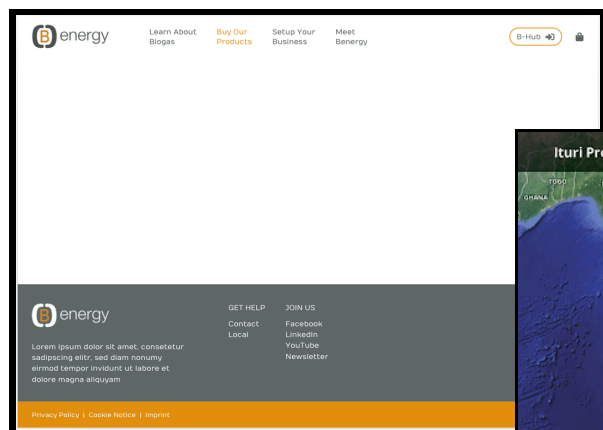 B energy
Learn About
Biogas
Buy Our
Products
Setup Your
Business
Meet
Benergy
B-Hub
Ituri Pro
TOGO
GHANA
B energy
Lorem ipsum dolor sit amet, consetetur
sadipscing elitr, sed diam nonumy
eirmod tempor invidunt ut labore et
dolore magna aliquyam
GET HELP
Contact
Local
JOIN US
Facebook
LinkedIn
YouTube
Newsletter
Privacy Policy | Cookie Notice | Imprint